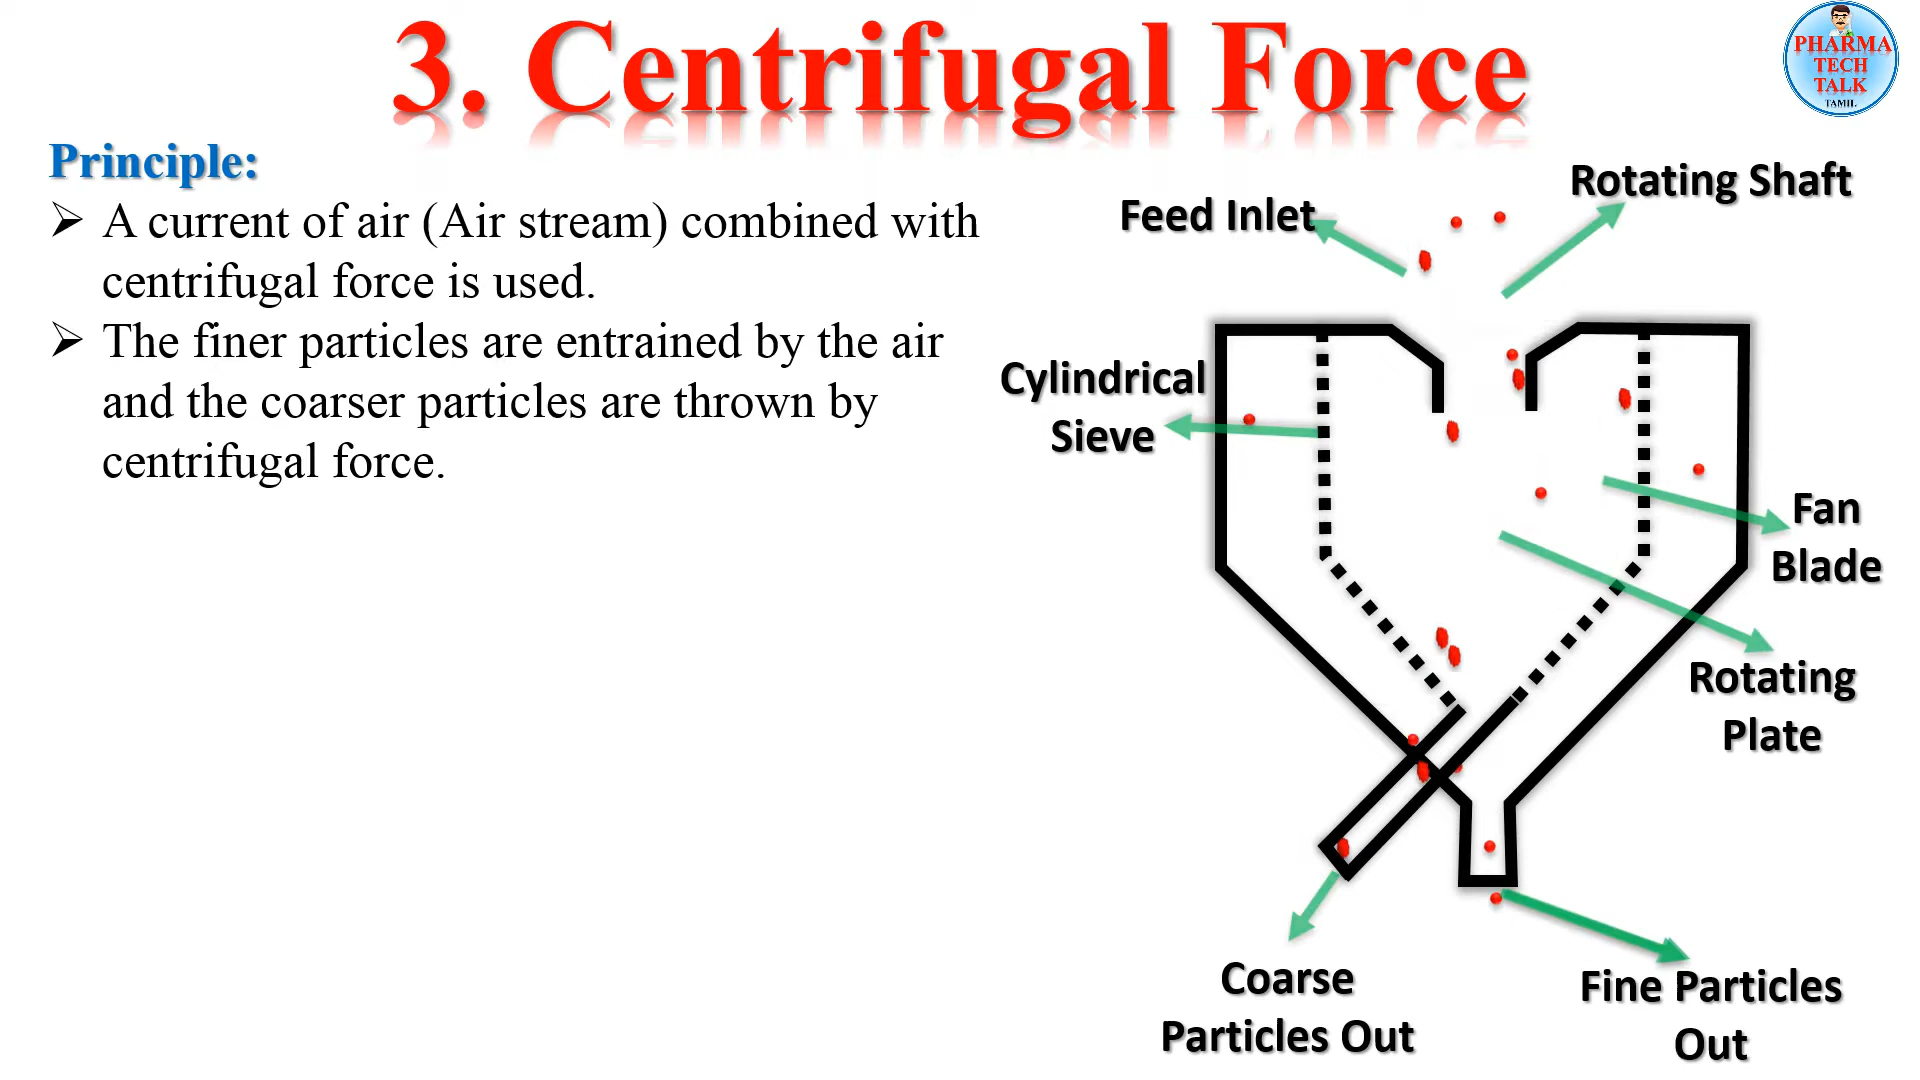 3. Centrifugal Force
PHARMA
TECH
TALK
TAMIL
Principle:
A current of air (Air stream) combined with
centrifugal force is used.
The finer particles are entrained by the air
and the coarser particles are thrown by
centrifugal force.
Rotating Shaft
Feed Inlet
Cylindrical
Sieve
Fan
Blade
Rotating
Plate
Coarse
Particles Out
Fine Particles
Out